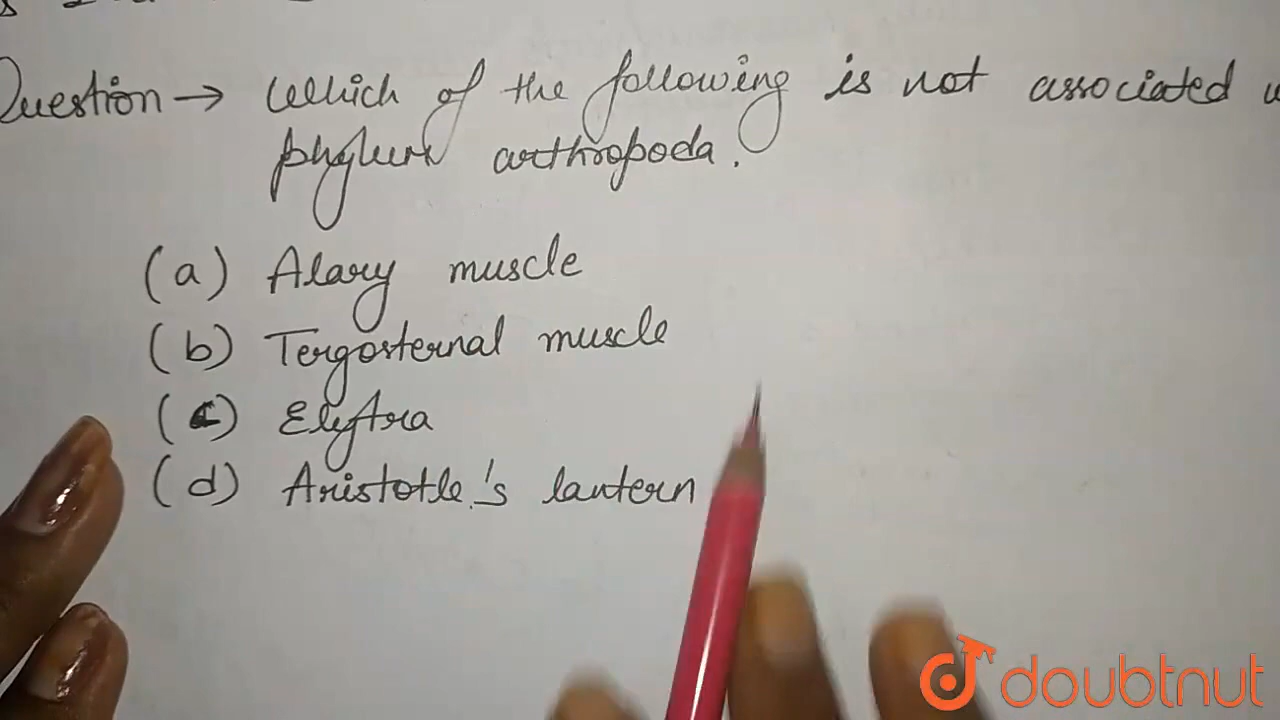 Question → Which of the following is not associated
phylum arthropoda.
(a) Alary muscle
(b) Tergosternal muscle
(c) Elytra
(d) Aristotle's lantern
doubtnut